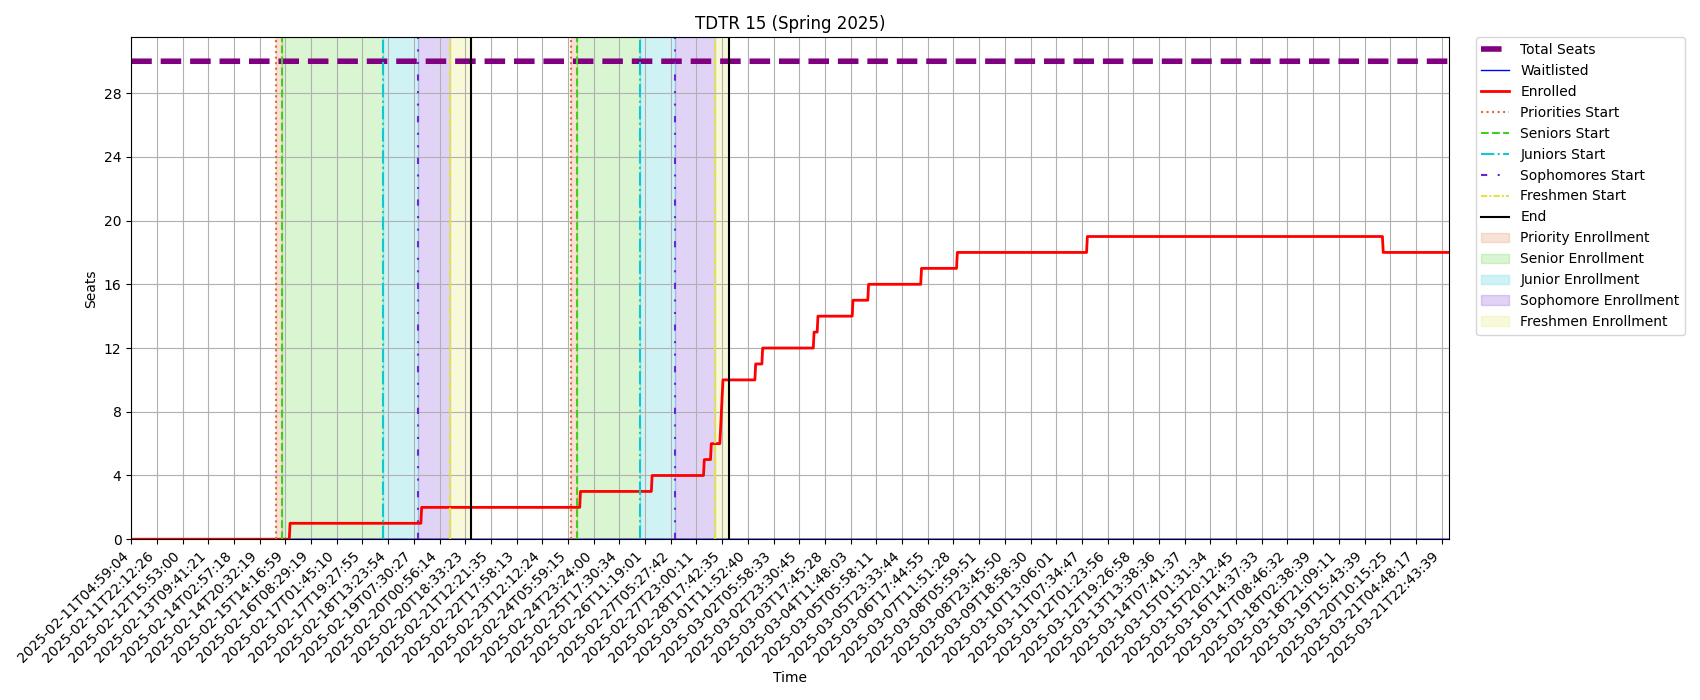 TDTR 15 (Spring 2025)
Total Seats
Waitlisted
Enrolled
Priorities Start
Seniors Start
Juniors Start
Sophomores Start
Freshmen Start
End
Priority Enrollment
Senior Enrollment
Junior Enrollment
Sophomore Enrollment
Freshmen Enrollment
Seats
28
24
20
16
12
8
4
0
2025-02-11T04:59:04
2025-02-11T22:12:26
2025-02-12T15:53:00
2025-02-13T09:41:21
2025-02-14T02:57:18
2025-02-14T20:32:19
2025-02-15T14:16:59
2025-02-16T08:29:19
2025-02-17T01:45:10
2025-02-17T19:27:55
2025-02-18T13:23:54
2025-02-19T07:30:27
2025-02-20T00:56:14
2025-02-20T18:33:23
2025-02-21T12:21:35
2025-02-22T17:58:13
2025-02-23T12:12:24
2025-02-24T05:59:15
2025-02-24T23:24:00
2025-02-25T17:30:34
2025-02-26T11:19:01
2025-02-27T05:27:42
2025-02-27T23:00:11
2025-02-28T17:42:35
2025-03-01T11:52:40
2025-03-02T05:58:33
2025-03-02T23:30:45
2025-03-03T17:45:28
2025-03-04T11:48:03
2025-03-05T05:58:11
2025-03-05T23:33:44
2025-03-06T17:44:55
2025-03-07T11:51:28
2025-03-08T05:59:51
2025-03-08T23:45:50
2025-03-09T18:58:30
2025-03-10T13:06:01
2025-03-11T07:34:47
2025-03-12T01:23:56
2025-03-12T19:26:58
2025-03-13T13:38:36
2025-03-14T07:41:37
2025-03-15T01:31:34
2025-03-15T20:12:45
2025-03-16T14:37:33
2025-03-17T08:46:32
2025-03-18T02:38:39
2025-03-18T21:09:11
2025-03-19T15:43:39
2025-03-20T10:15:25
2025-03-21T04:48:17
2025-03-21T22:43:39
Time